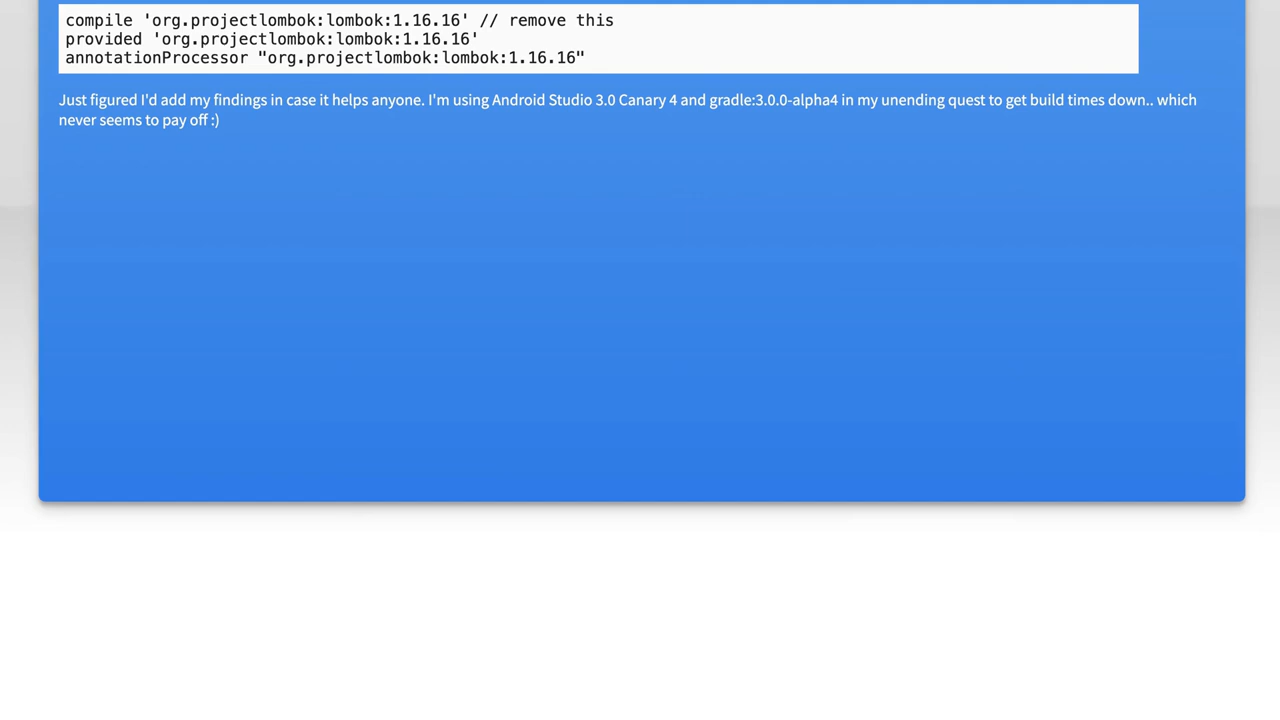 compile 'org.projectlombok:lombok:1.16.16' // remove this
provided 'org.projectlombok:lombok:1.16.16'
annotationProcessor "org.projectlombok:lombok:1.16.16"
Just figured I'd add my findings in case it helps anyone. I'm using Android Studio 3.0 Canary 4 and gradle:3.0.0-alpha4 in my unending quest to get build times down.. which
never seems to pay off :)